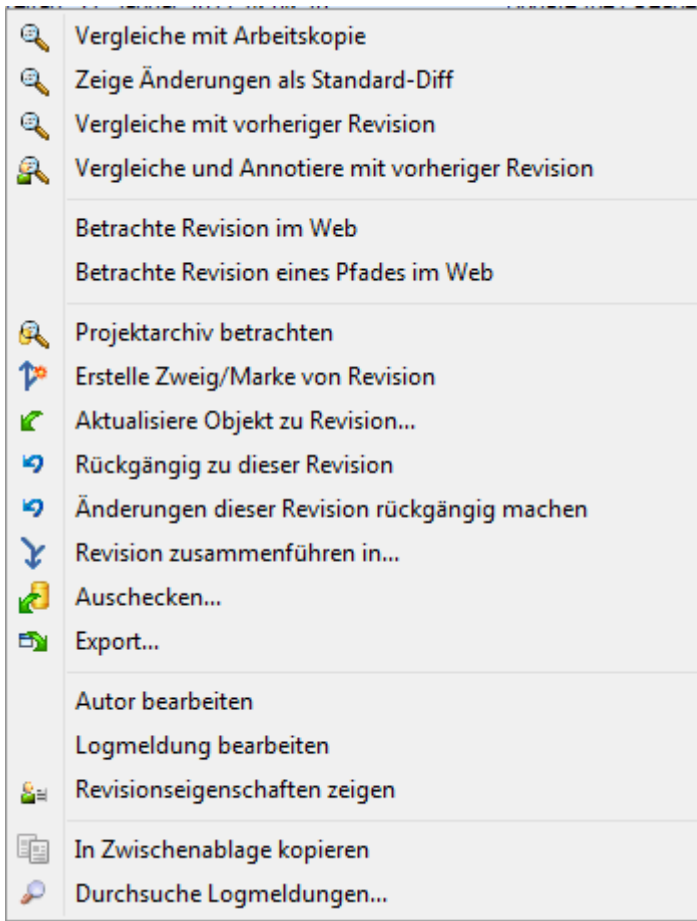 Vergleiche mit Arbeitskopie
Zeige Änderungen als Standard-Diff
Vergleiche mit vorheriger Revision
Vergleiche und Annotiere mit vorheriger Revision
Betrachte Revision im Web
Betrachte Revision eines Pfades im Web
Projektarchiv betrachten
Erstelle Zweig/Marke von Revision
Aktualisiere Objekt zu Revision...
Rückgängig zu dieser Revision
Änderungen dieser Revision rückgängig machen
Revision zusammenführen in...
Auschecken...
Export...
Autor bearbeiten
Logmeldung bearbeiten
Revisionseigenschaften zeigen
In Zwischenablage kopieren
Durchsuche Logmeldungen...